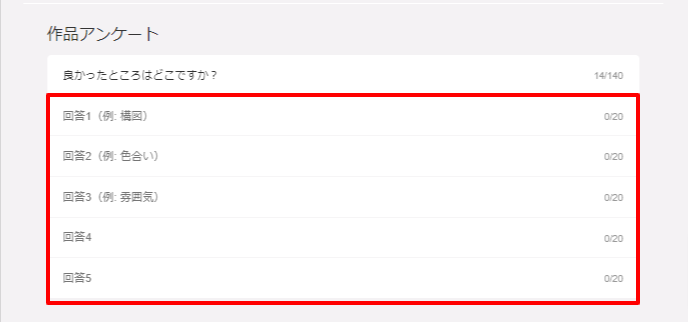 作品アンケート
良かったところはどこですか？ 14/140
回答1（例: 構図） 0/20
回答2（例: 色合い） 0/20
回答3（例: 雰囲気） 0/20
回答4 0/20
回答5 0/20